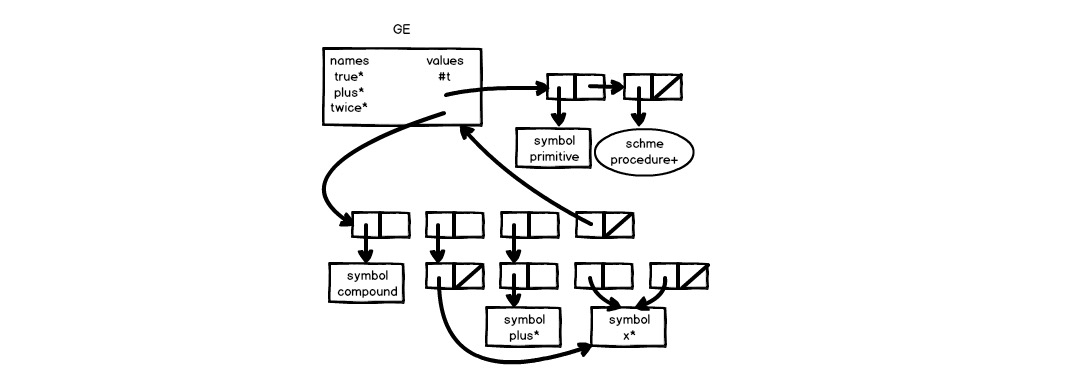 GE
names values
true* #t
plus*
twice*
symbol
primitive
schme
procedure+
symbol
compound
symbol
plus*
symbol
x*